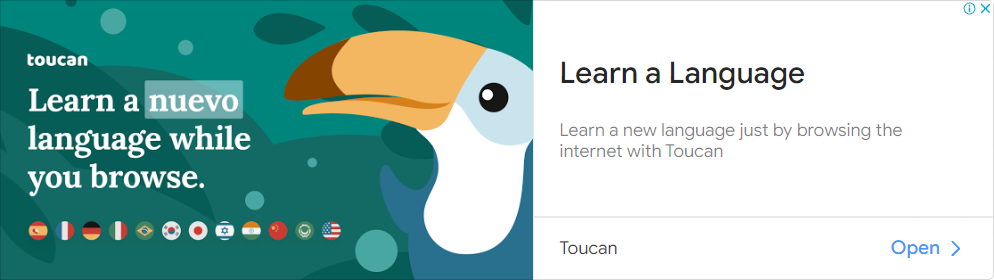 toucan
Learn a nuevo
language while
you browse.
Learn a Language
Learn a new language just by browsing the
internet with Toucan
Toucan
Open